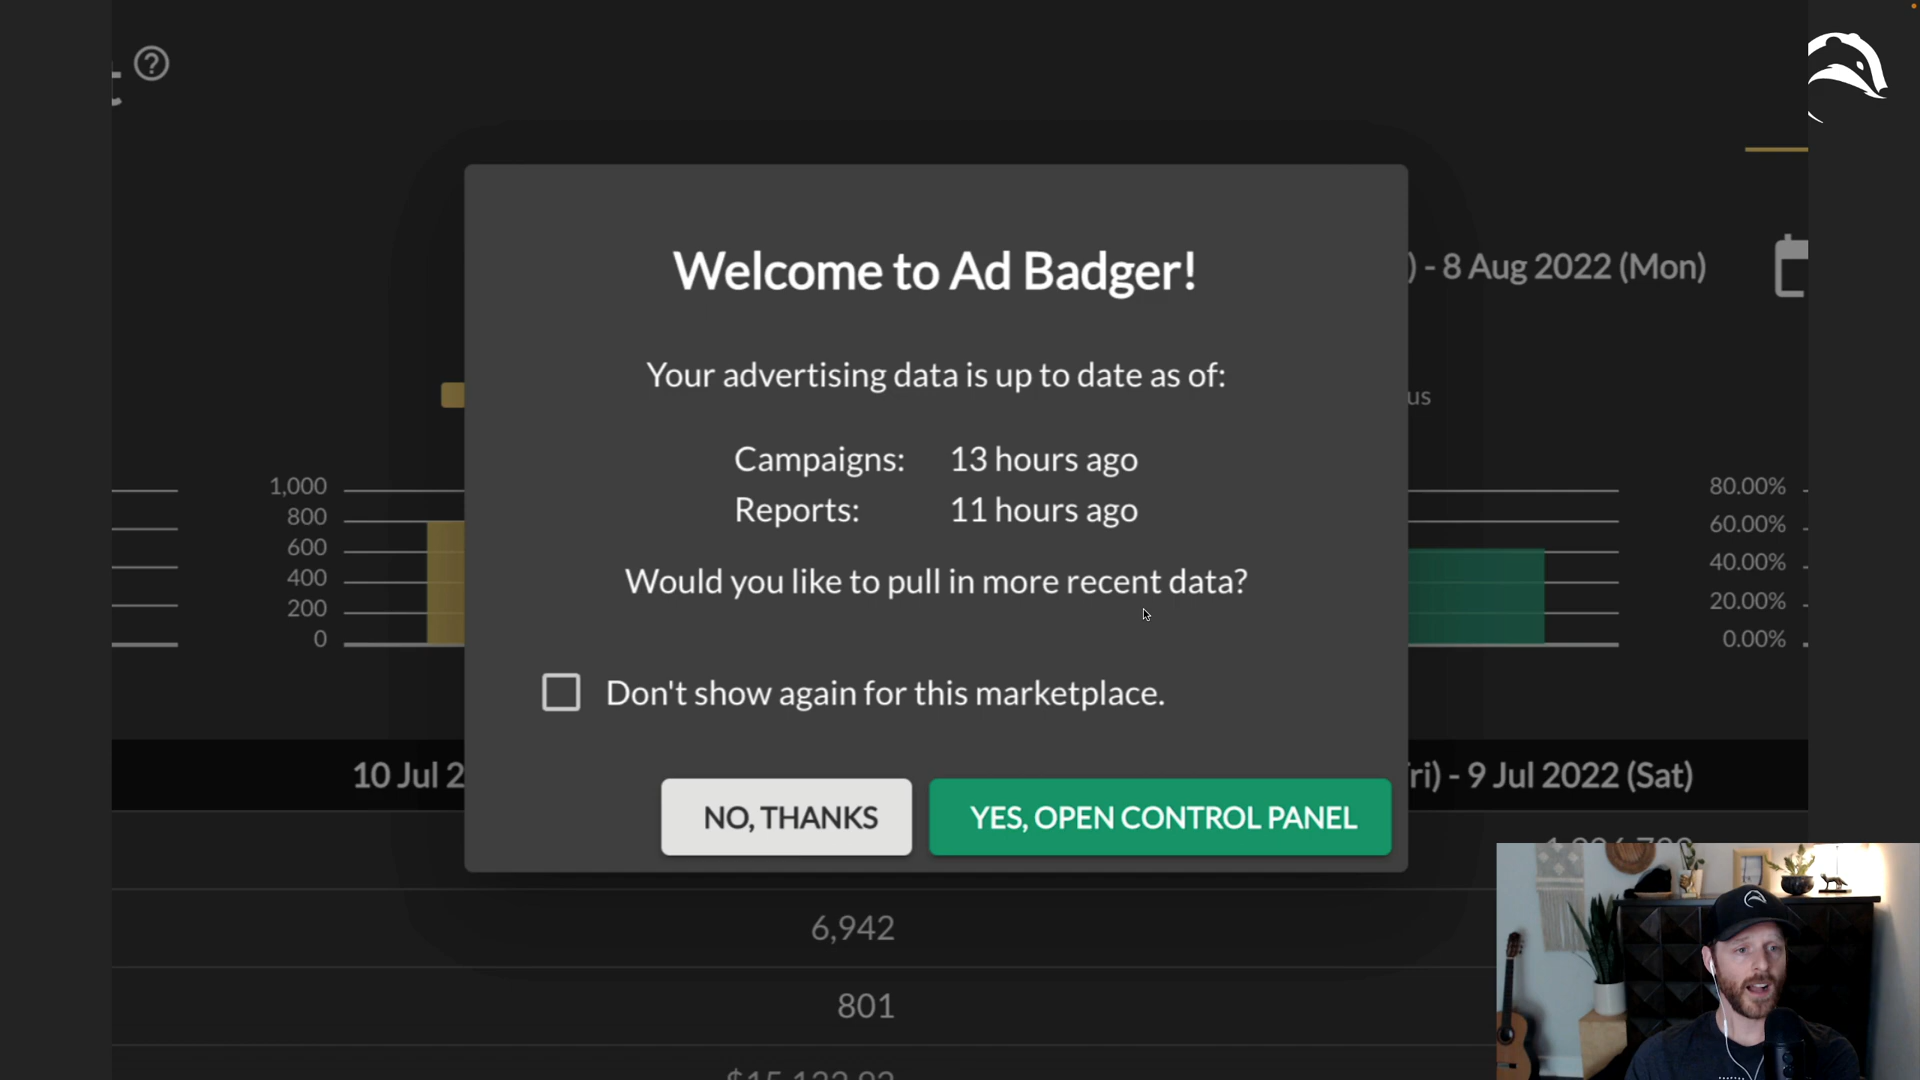 ?
Welcome to Ad Badger!
) - 8 Aug 2022 (Mon)
Your advertising data is up to date as of:
us
Campaigns: 13 hours ago
Reports: 11 hours ago
1,000
800
600
400
200
0
80.00%
60.00%
40.00%
20.00%
0.00%
Would you like to pull in more recent data?
Don't show again for this marketplace.
10 Jul 2
ri) - 9 Jul 2022 (Sat)
NO, THANKS
YES, OPEN CONTROL PANEL
6,942
801